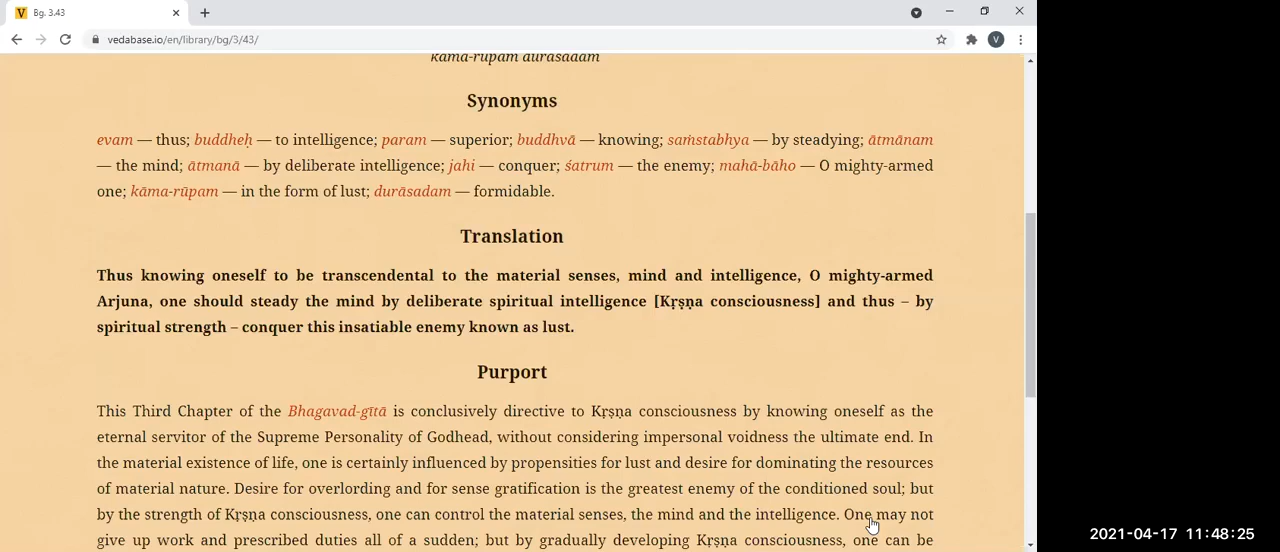 Bg. 3.43
vedabase.io/en/library/bg/3/43/
V
kāma-rūpaṁ durāsadam
Synonyms
evam — thus; buddheḥ — to intelligence; param — superior; buddhvā — knowing; saṁstabhya — by steadying; ātmānam
— the mind; ātmanā — by deliberate intelligence; jahi — conquer; śatrum — the enemy; mahā-bāho — O mighty-armed
one; kāma-rūpam — in the form of lust; durāsadam — formidable.
Translation
Thus knowing oneself to be transcendental to the material senses, mind and intelligence, O mighty-armed
Arjuna, one should steady the mind by deliberate spiritual intelligence [Kṛṣṇa consciousness] and thus – by
spiritual strength – conquer this insatiable enemy known as lust.
Purport
This Third Chapter of the Bhagavad-gītā is conclusively directive to Kṛṣṇa consciousness by knowing oneself as the
eternal servitor of the Supreme Personality of Godhead, without considering impersonal voidness the ultimate end. In
the material existence of life, one is certainly influenced by propensities for lust and desire for dominating the resources
of material nature. Desire for overlording and for sense gratification is the greatest enemy of the conditioned soul; but
by the strength of Kṛṣṇa consciousness, one can control the material senses, the mind and the intelligence. One may not
give up work and prescribed duties all of a sudden; but by gradually developing Kṛṣṇa consciousness, one can be
2021-04-17 11:48:25